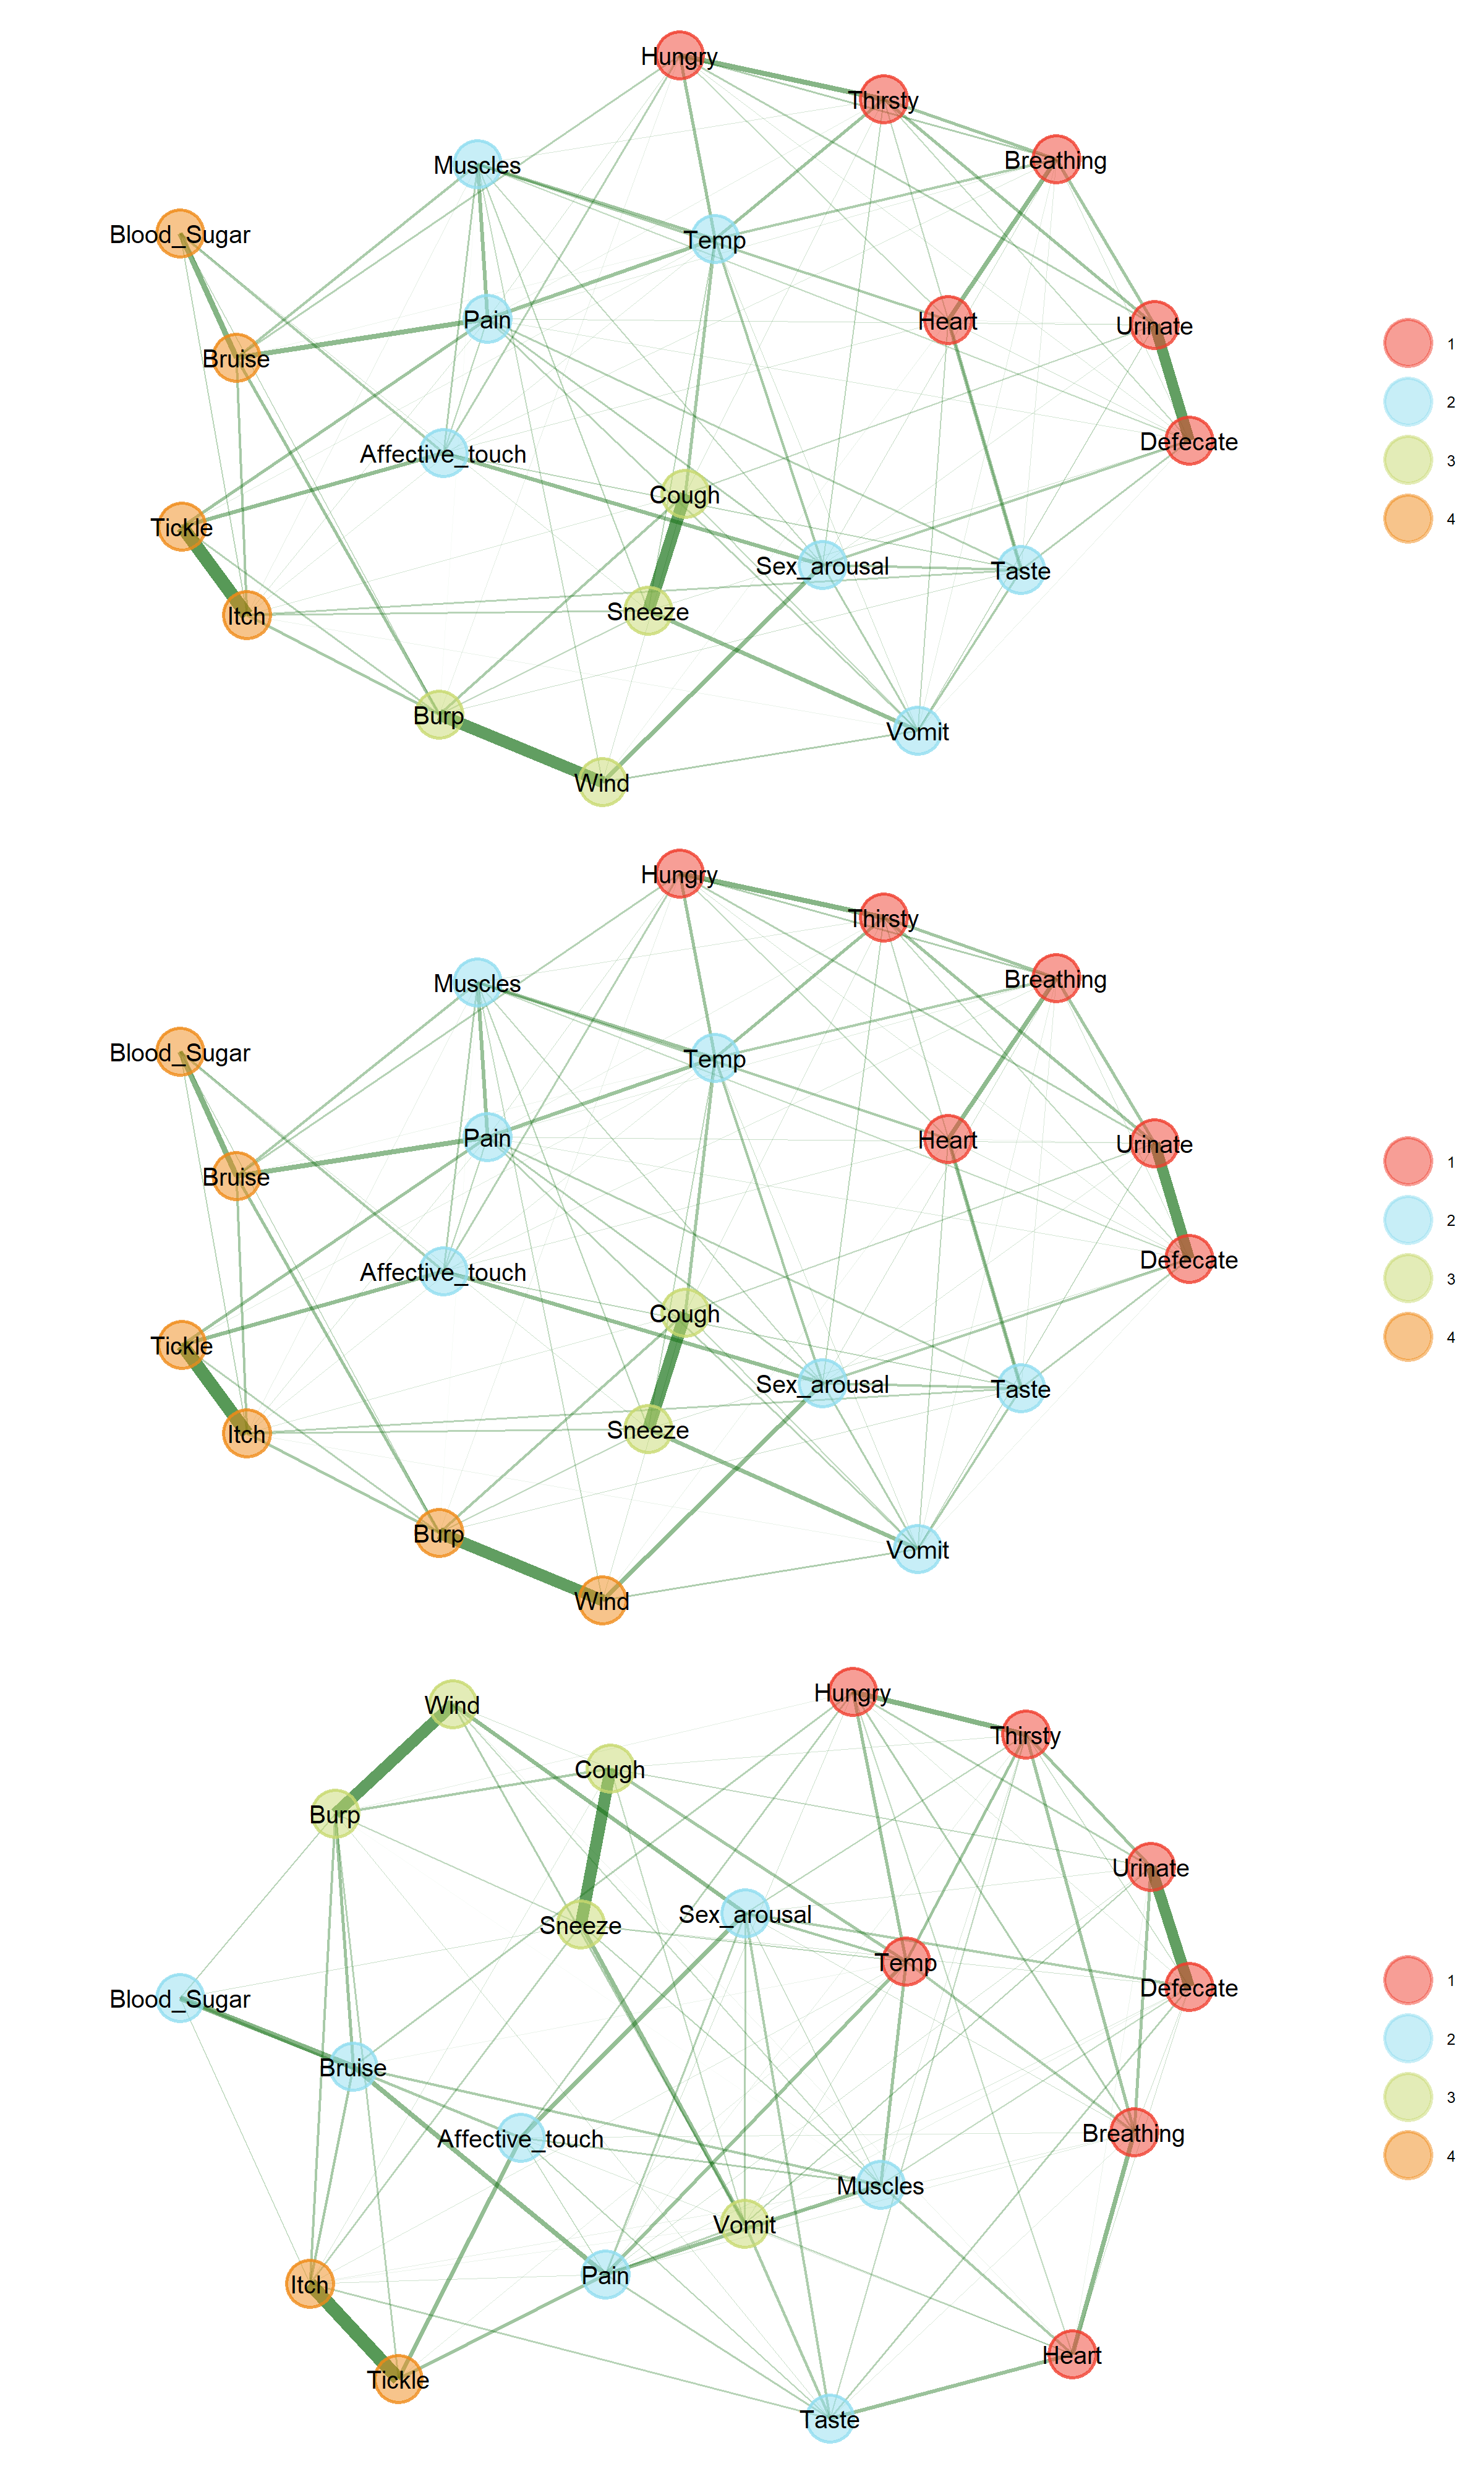 Hungry
Thirsty
Breathing
Muscles
Blood_Sugar
Temp
Pain
Heart
Urinate
Bruise
Defecate
Affective_touch
Cough
Tickle
Sex_arousal
Taste
Itch
Sneeze
Burp
Vomit
Wind
1
2
3
4
Hungry
Thirsty
Breathing
Muscles
Blood_Sugar
Temp
Pain
Heart
Urinate
Bruise
Defecate
Affective_touch
Cough
Tickle
Sex_arousal
Taste
Itch
Sneeze
Burp
Vomit
Wind
1
2
3
4
Hungry
Wind
Thirsty
Cough
Burp
Urinate
Sex_arousal
Sneeze
Temp
Defecate
Blood_Sugar
Bruise
Breathing
Affective_touch
Muscles
Vomit
Pain
Itch
Heart
Tickle
Taste
1
2
3
4